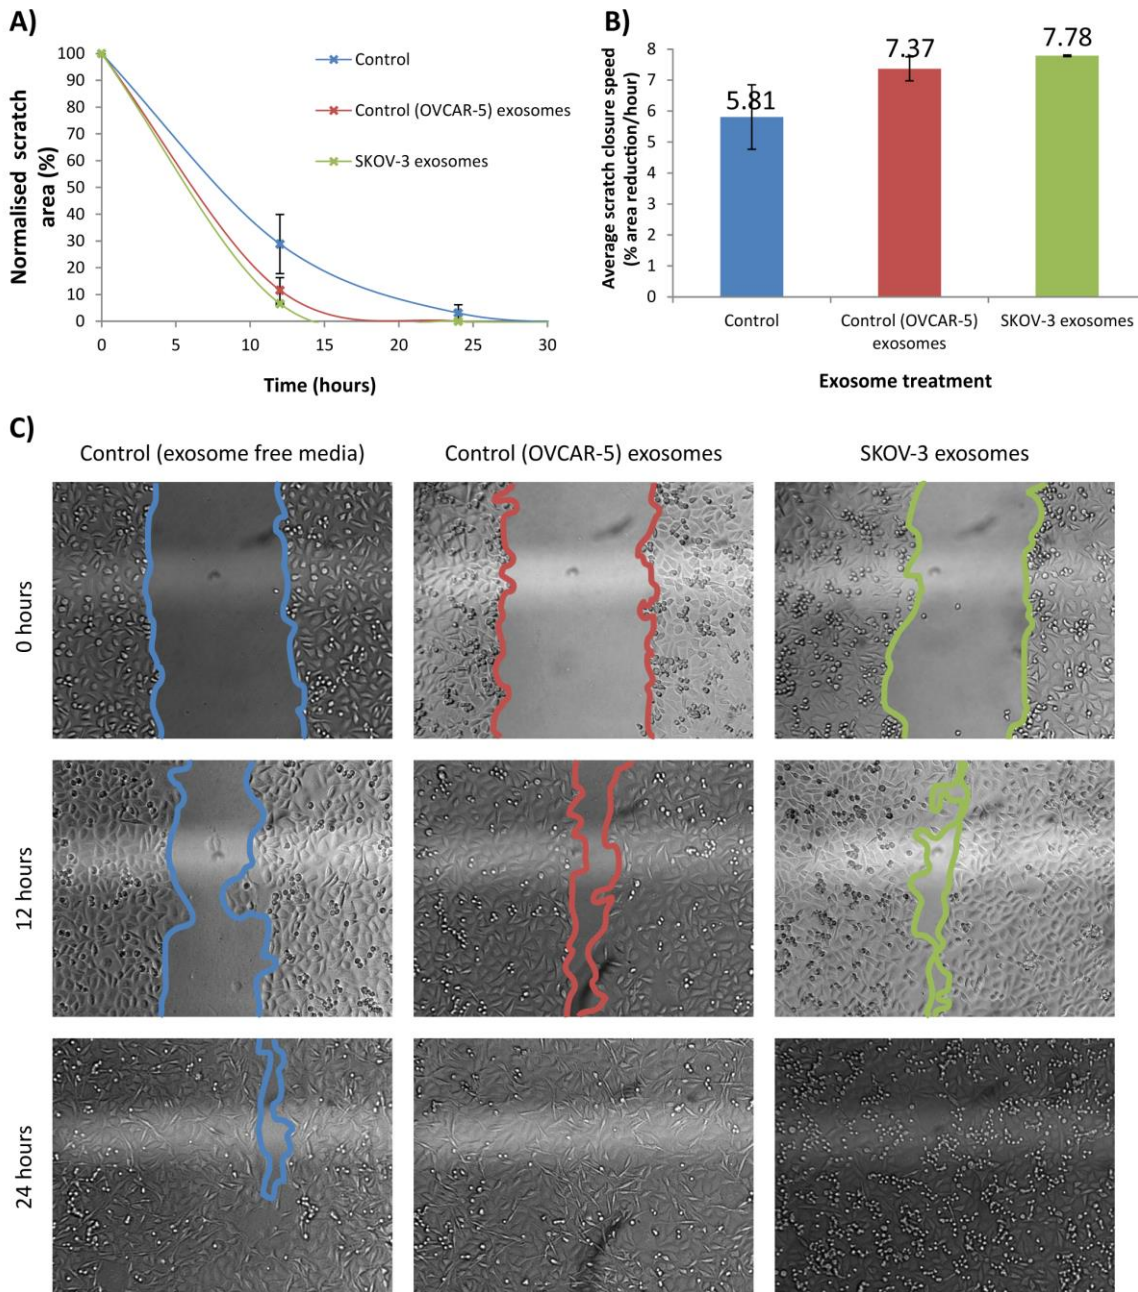 A)
Normalised scratch
area (%)
100
90
80
70
60
50
40
30
20
10
0
0 5 10 15 20 25 30
Time (hours)
Control
Control (OVCAR-5) exosomes
SKOV-3 exosomes
B)
Average scratch closure speed
(% area reduction/hour)
8
7
6
5
4
3
2
1
0
5.81
7.37
7.78
Control
Control (OVCAR-5)
exosomes
SKOV-3 exosomes
Exosome treatment
C)
Control (exosome free media)
Control (OVCAR-5) exosomes
SKOV-3 exosomes
0 hours
12 hours
24 hours